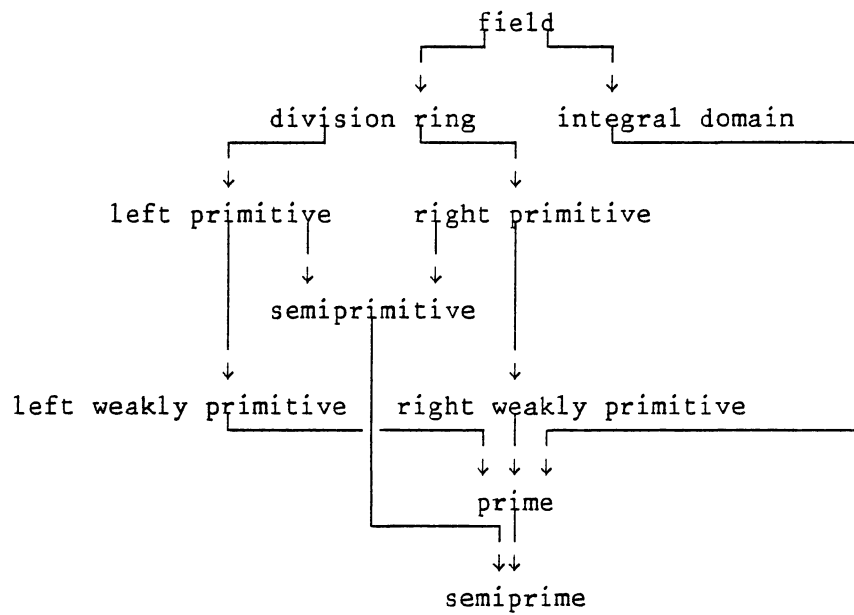 field
division ring integral domain
left primitive right primitive
semiprimitive
left weakly primitive right weakly primitive
prime
semiprime